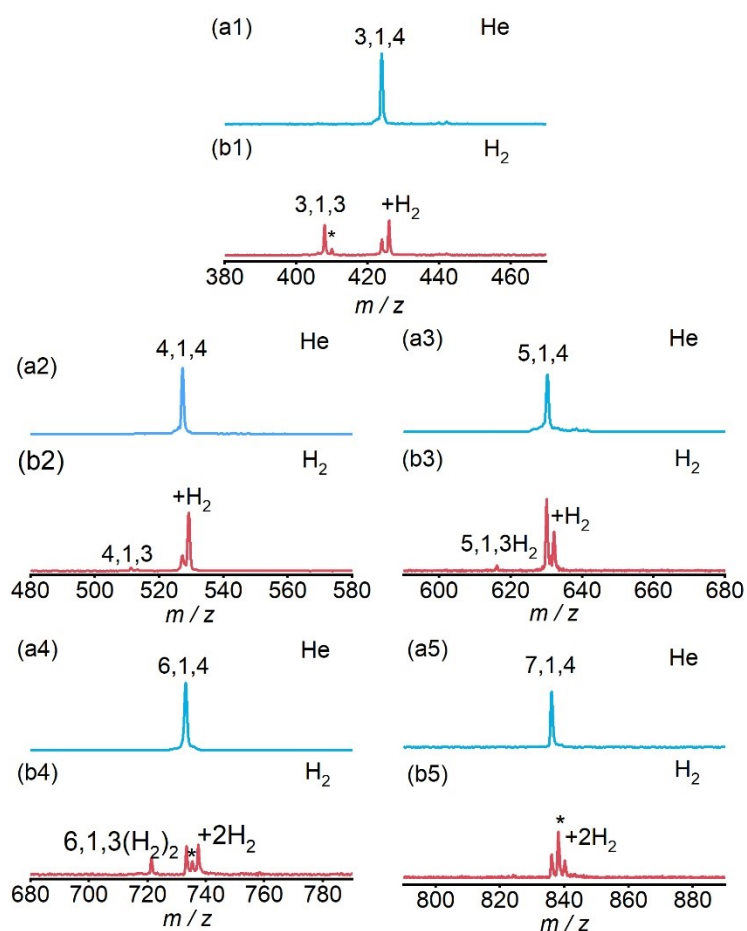 (a1) He
3,1,4
(b1) H₂
3,1,3 * +H₂
380 400 420 440 460
m / z
(a2) He
4,1,4
(b2) H₂
+H₂
4,1,3
480 500 520 540 560 580
m / z
(a3) He
5,1,4
(b3) H₂
+H₂
5,1,3H₂
600 620 640 660 680
m / z
(a4) He
6,1,4
(b4) H₂
6,1,3(H₂)₂ * +2H₂
680 700 720 740 760 780
m / z
(a5) He
7,1,4
(b5) H₂
*
+2H₂
800 820 840 860 880
m / z